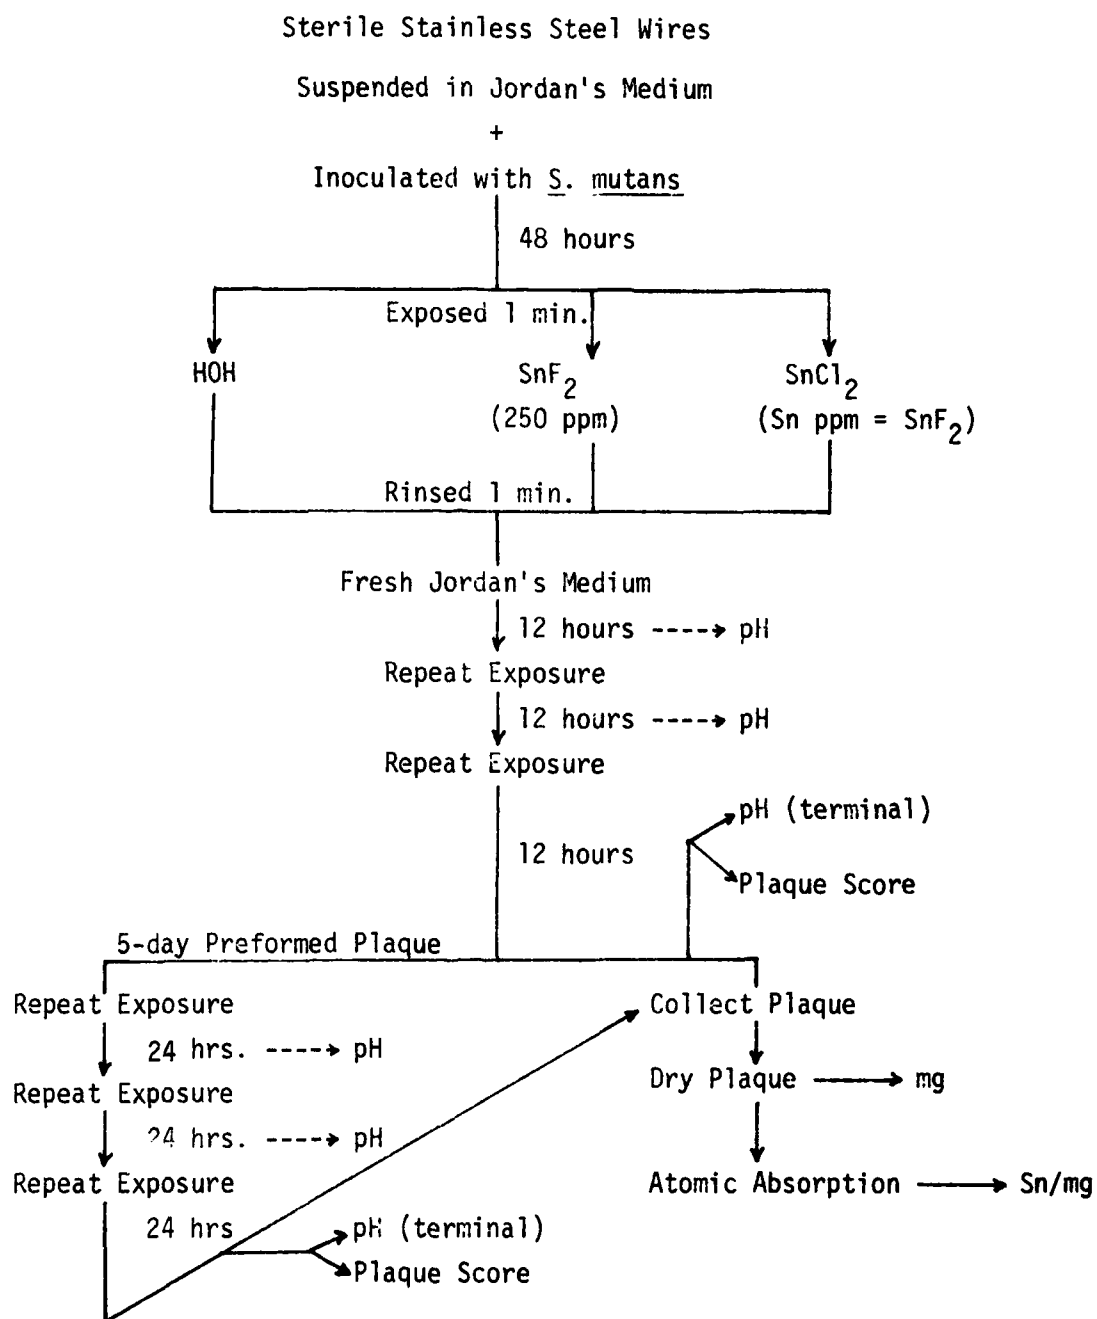 Sterile Stainless Steel Wires
Suspended in Jordan's Medium
+
Inoculated with S. mutans
48 hours
Exposed 1 min.
HOH
SnF2
(250 ppm)
SnCl2
(Sn ppm = SnF2)
Rinsed 1 min.
Fresh Jordan's Medium
12 hours ----→ pH
Repeat Exposure
12 hours ----→ pH
Repeat Exposure
12 hours
pH (terminal)
Plaque Score
5-day Preformed Plaque
Repeat Exposure
24 hrs. ----→ pH
Repeat Exposure
24 hrs. ----→ pH
Repeat Exposure
24 hrs
pH (terminal)
Plaque Score
Collect Plaque
Dry Plaque → mg
Atomic Absorption → Sn/mg